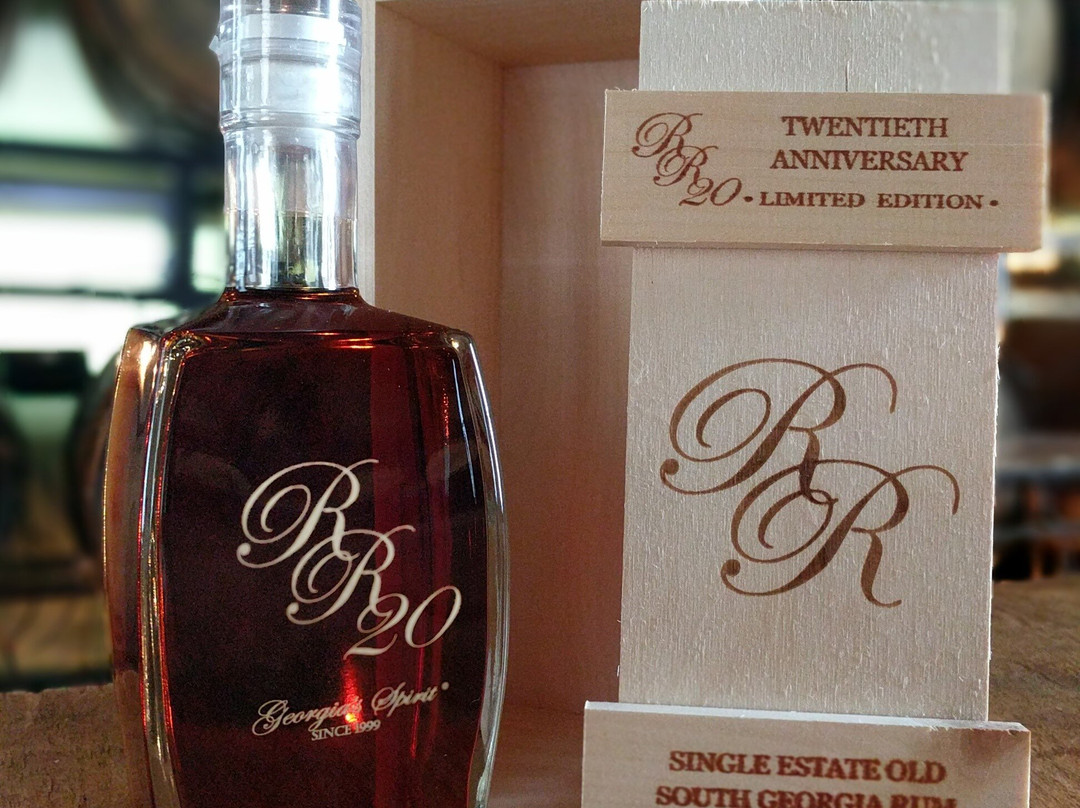 RR20
Georgia's Spirit
SINCE 1999
RR20
TWENTIETH
ANNIVERSARY
• LIMITED EDITION •
RR
SINGLE ESTATE OLD
SOUTH GEORGIA RUM